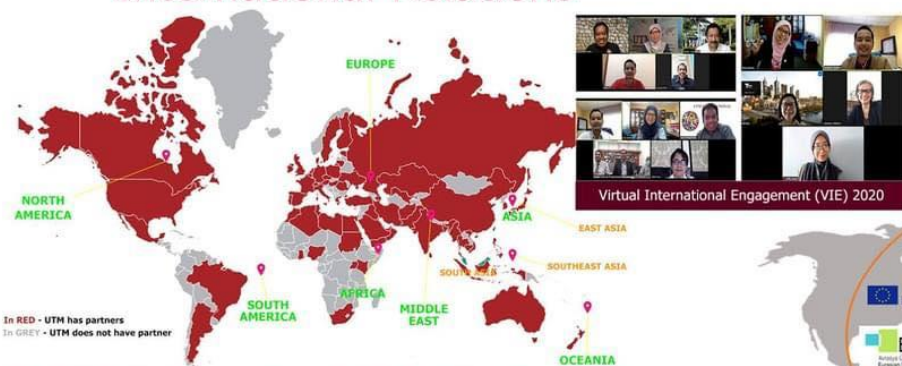 EUROPE
NORTH
AMERICA
ASIA
EAST ASIA
SOUTHEAST ASIA
SOUTH ASIA
AFRICA
MIDDLE
EAST
SOUTH
AMERICA
OCEANIA
In RED - UTM has partners
In GREY - UTM does not have partner
Virtual International Engagement (VIE) 2020